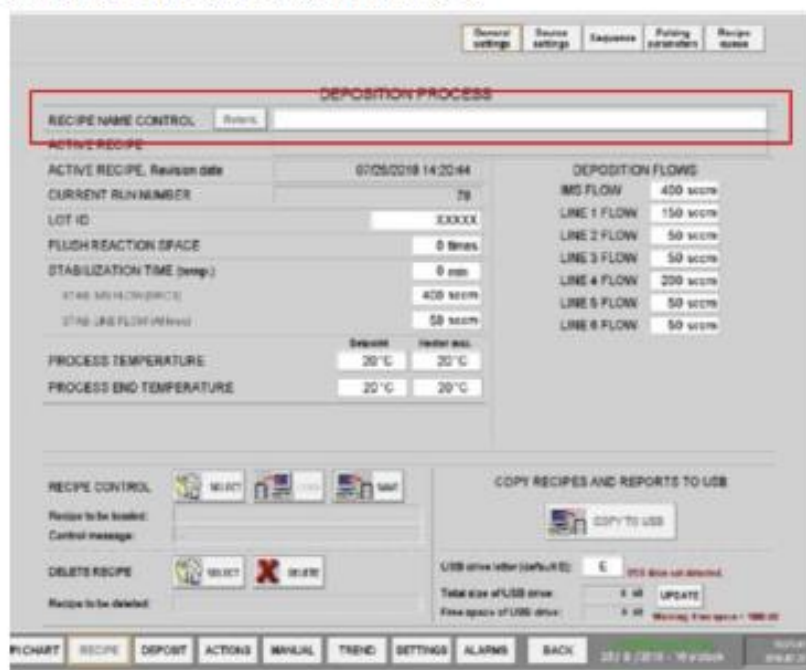 General settings
Source settings
Sequence
Pulsing parameters
Recipe queue
DEPOSITION PROCESS
RECIPE NAME CONTROL
ACTIVE RECIPE
ACTIVE RECIPE, Revision date 07/26/2018 14:20:44
CURRENT RUN NUMBER 78
LOT ID XXXXX
FLUSH REACTION SPACE 0 times
STABILIZATION TIME (temp.) 0 min
400 sccm
50 sccm
Setpoint
PROCESS TEMPERATURE 20°C 20°C
PROCESS END TEMPERATURE 20°C 20°C
DEPOSITION FLOWS
IMS FLOW 400 sccm
LINE 1 FLOW 150 sccm
LINE 2 FLOW 50 sccm
LINE 3 FLOW 50 sccm
LINE 4 FLOW 200 sccm
LINE 5 FLOW 50 sccm
LINE 6 FLOW 50 sccm
RECIPE CONTROL SELECT SAVE
Recipe to be loaded:
Control message:
DELETE RECIPE SELECT DELETE
Recipe to be deleted:
COPY RECIPES AND REPORTS TO USB
COPY TO USB
USB drive letter (default E): E
Total size of USB drive: UPDATE
Free space of USB drive:
RECIPE DEPOSIT ACTIONS MANUAL TREND SETTINGS ALARMS BACK